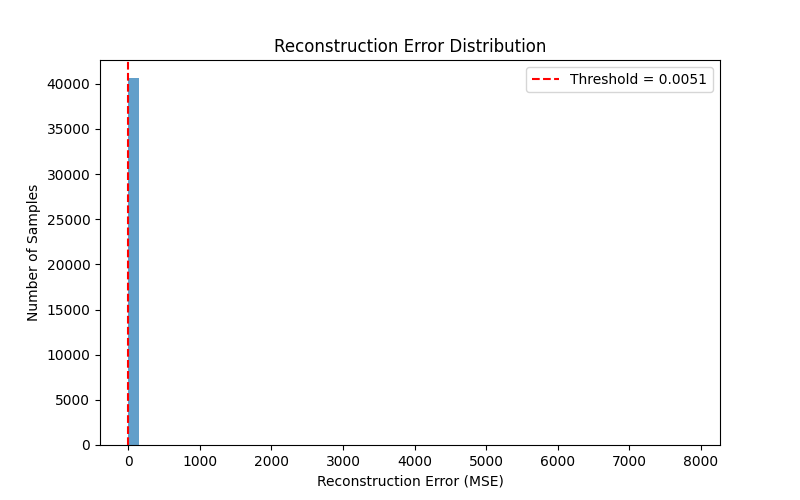 Reconstruction Error Distribution
Threshold = 0.0051
Number of Samples
40000
35000
30000
25000
20000
15000
10000
5000
0
0 1000 2000 3000 4000 5000 6000 7000 8000
Reconstruction Error (MSE)